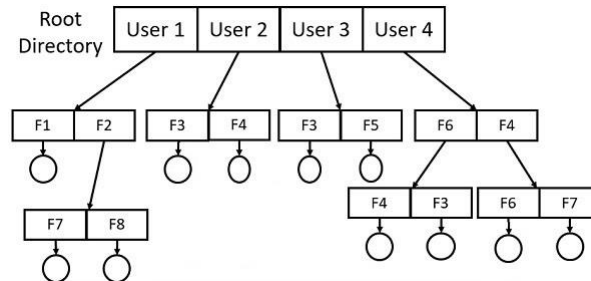 Root
Directory
User 1 User 2 User 3 User 4
F1 F2 F3 F4 F3 F5 F6 F4
F4 F3 F6 F7
F7 F8